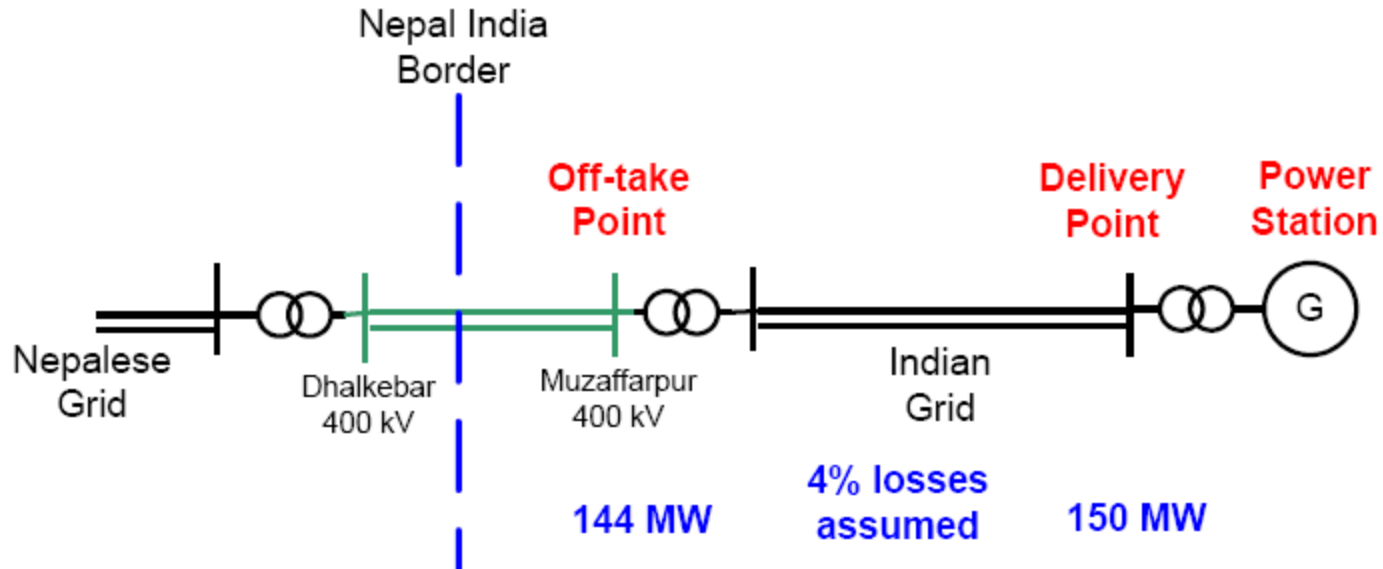 Nepal India
Border
Off-take
Point
Delivery
Point
Power
Station
G
Nepalese
Grid
Dhalkebar
400 kV
Muzaffarpur
400 kV
Indian
Grid
144 MW
4% losses
assumed
150 MW